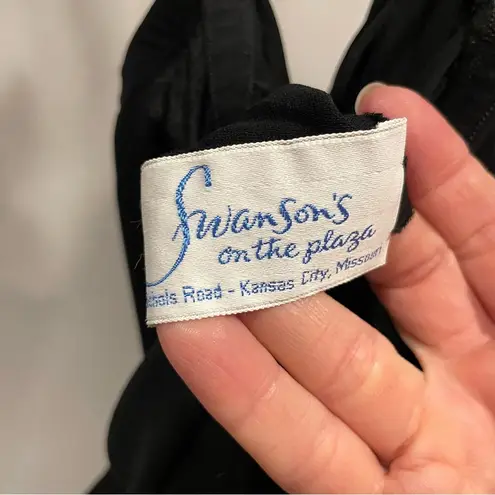 Swanson's
on the plaza
Road - Kansas City, Missouri